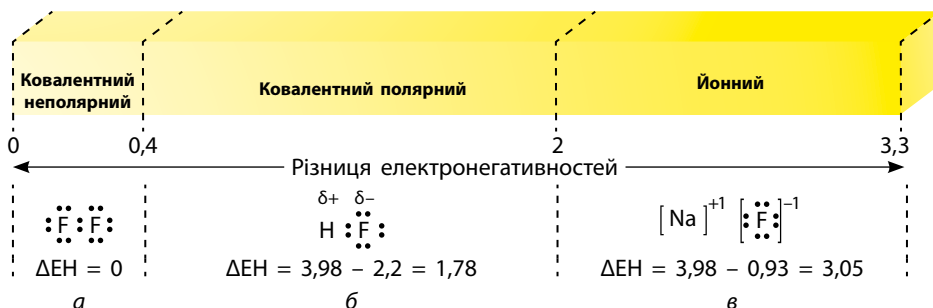 Ковалентний неполярний
Ковалентний полярний
Йонний
0 0,4 2 3,3
Різниця електронегативностей
F F
δ+ δ−
H F
[Na]+1 [F]−1
ΔЕН = 0
ΔЕН = 3,98 − 2,2 = 1,78
ΔЕН = 3,98 − 0,93 = 3,05
а б в